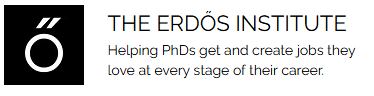 Ő
THE ERDŐS INSTITUTE
Helping PhDs get and create jobs they
love at every stage of their career.